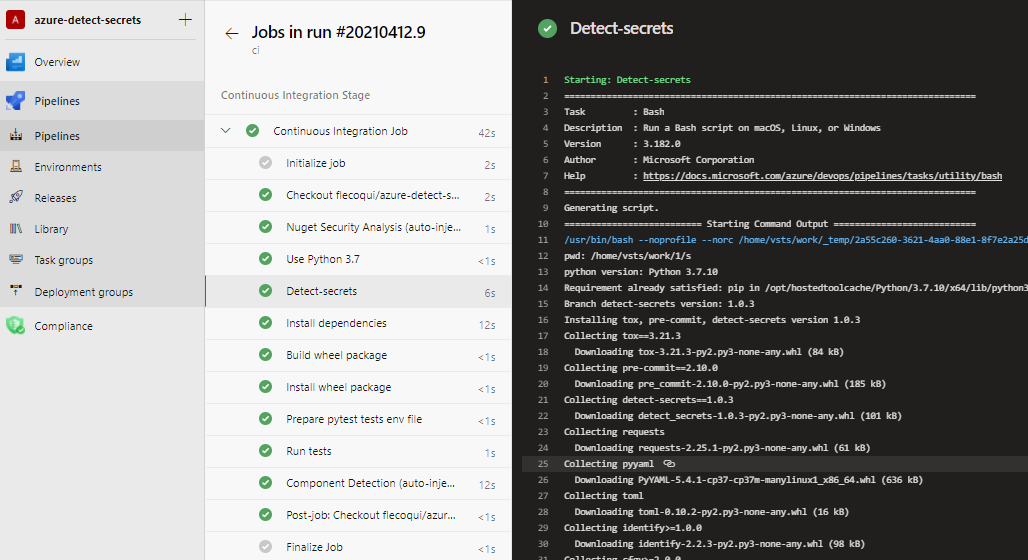 A azure-detect-secrets +
Overview
Pipelines
Pipelines
Environments
Releases
Library
Task groups
Deployment groups
Compliance
Jobs in run #20210412.9
ci
Continuous Integration Stage
Continuous Integration Job 42s
Initialize job 2s
Checkout flecoqui/azure-detect-s... 2s
Nuget Security Analysis (auto-inje... 1s
Use Python 3.7 <1s
Detect-secrets 6s
Install dependencies 12s
Build wheel package <1s
Install wheel package <1s
Prepare pytest tests env file <1s
Run tests 1s
Component Detection (auto-inje... 12s
Post-job: Checkout flecoqui/azur... <1s
Finalize Job <1s
Detect-secrets
1 Starting: Detect-secrets
2 ==============================================================================
3 Task : Bash
4 Description : Run a Bash script on macOS, Linux, or Windows
5 Version : 3.182.0
6 Author : Microsoft Corporation
7 Help : https://docs.microsoft.com/azure/devops/pipelines/tasks/utility/bash
8 ==============================================================================
9 Generating script.
10 ========================== Starting Command Output ===========================
11 /usr/bin/bash --noprofile --norc /home/vsts/work/_temp/2a55c260-3621-4aa0-88e1-8f7e2a25d
12 pwd: /home/vsts/work/1/s
13 python version: Python 3.7.10
14 Requirement already satisfied: pip in /opt/hostedtoolcache/Python/3.7.10/x64/lib/python3
15 Branch detect-secrets version: 1.0.3
16 Installing tox, pre-commit, detect-secrets version 1.0.3
17 Collecting tox==3.21.3
18 Downloading tox-3.21.3-py2.py3-none-any.whl (84 kB)
19 Collecting pre-commit==2.10.0
20 Downloading pre_commit-2.10.0-py2.py3-none-any.whl (185 kB)
21 Collecting detect-secrets==1.0.3
22 Downloading detect_secrets-1.0.3-py2.py3-none-any.whl (101 kB)
23 Collecting requests
24 Downloading requests-2.25.1-py2.py3-none-any.whl (61 kB)
25 Collecting pyyaml
26 Downloading PyYAML-5.4.1-cp37-cp37m-manylinux1_x86_64.whl (636 kB)
27 Collecting toml
28 Downloading toml-0.10.2-py2.py3-none-any.whl (16 kB)
29 Collecting identify>=1.0.0
30 Downloading identify-2.2.3-py2.py3-none-any.whl (98 kB)
31 Collecting cfgv>=2.0.0